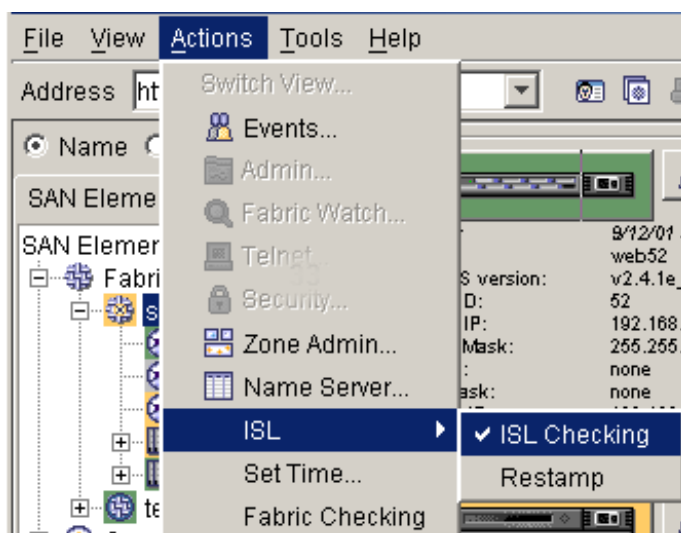 File View Actions Tools Help
Address ht
Name
SAN Eleme
SAN Elemer
Fabri
s
te
Switch View...
Events...
Admin...
Fabric Watch...
Telnet...
Security...
Zone Admin...
Name Server...
ISL
Set Time...
Fabric Checking
ISL Checking
Restamp
9/12/01
web52
S version: v2.4.1e_
D: 52
IP: 192.168.
Mask: 255.255.
: none
ask: none